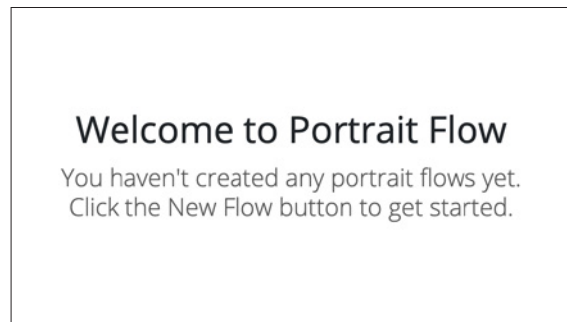 Welcome to Portrait Flow
You haven't created any portrait flows yet.
Click the New Flow button to get started.